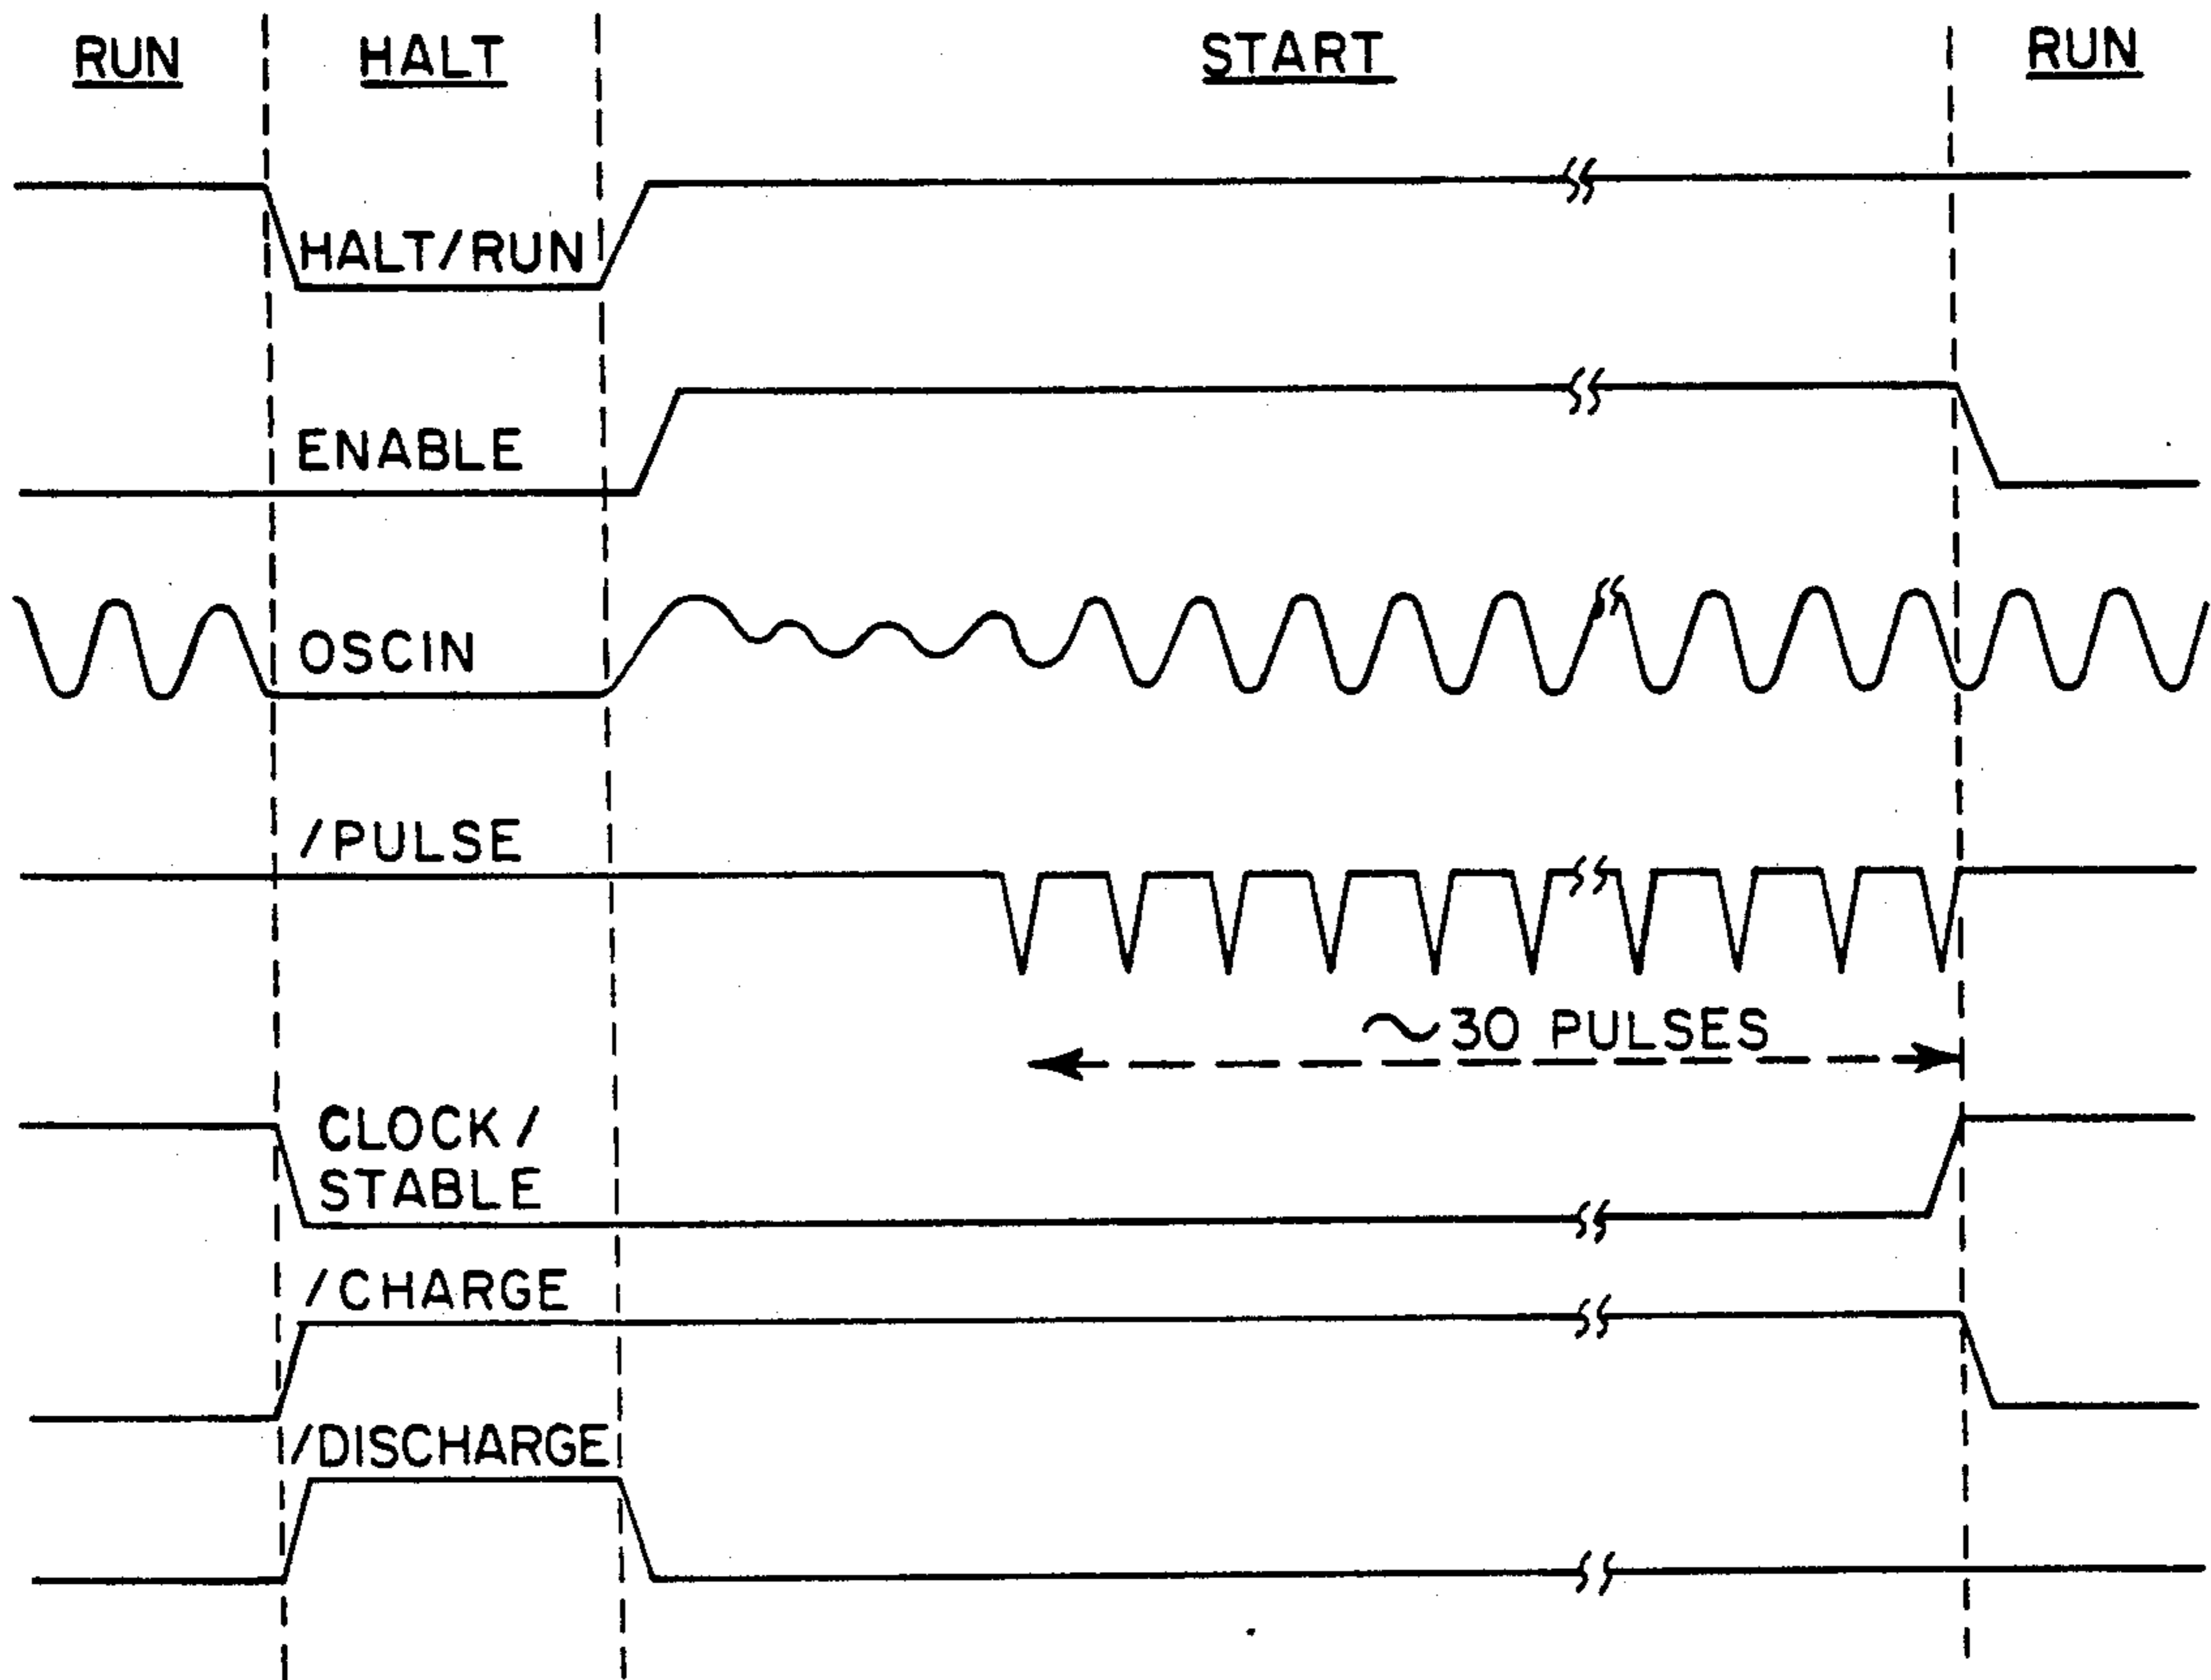 RUN HALT START RUN
HALT/RUN
ENABLE
OSCIN
/PULSE
~30 PULSES
CLOCK/
STABLE
/CHARGE
/DISCHARGE